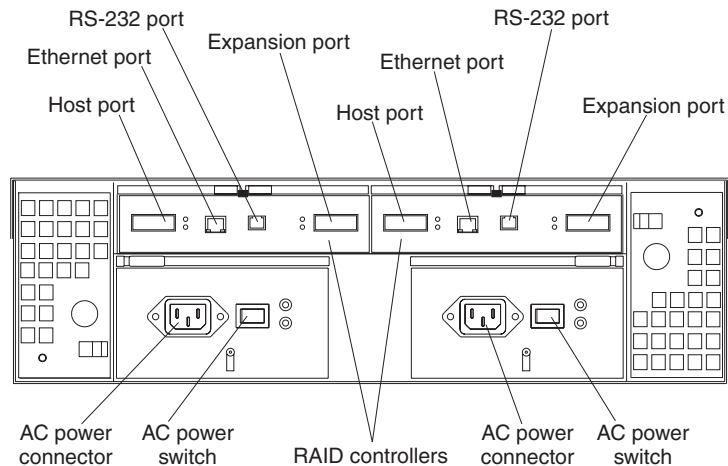 RS-232 port
Ethernet port
Host port
Expansion port
Host port
Ethernet port
RS-232 port
Expansion port
AC power
connector
AC power
switch
RAID controllers
AC power
connector
AC power
switch